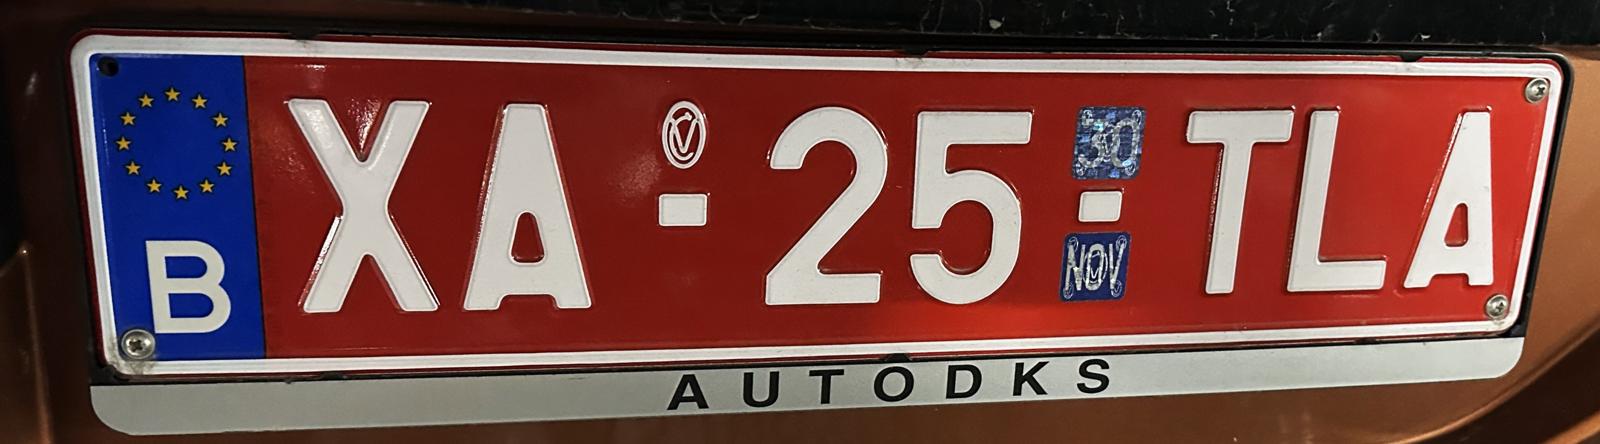 B XA-25-TLA
30
NOV
AUTODKS